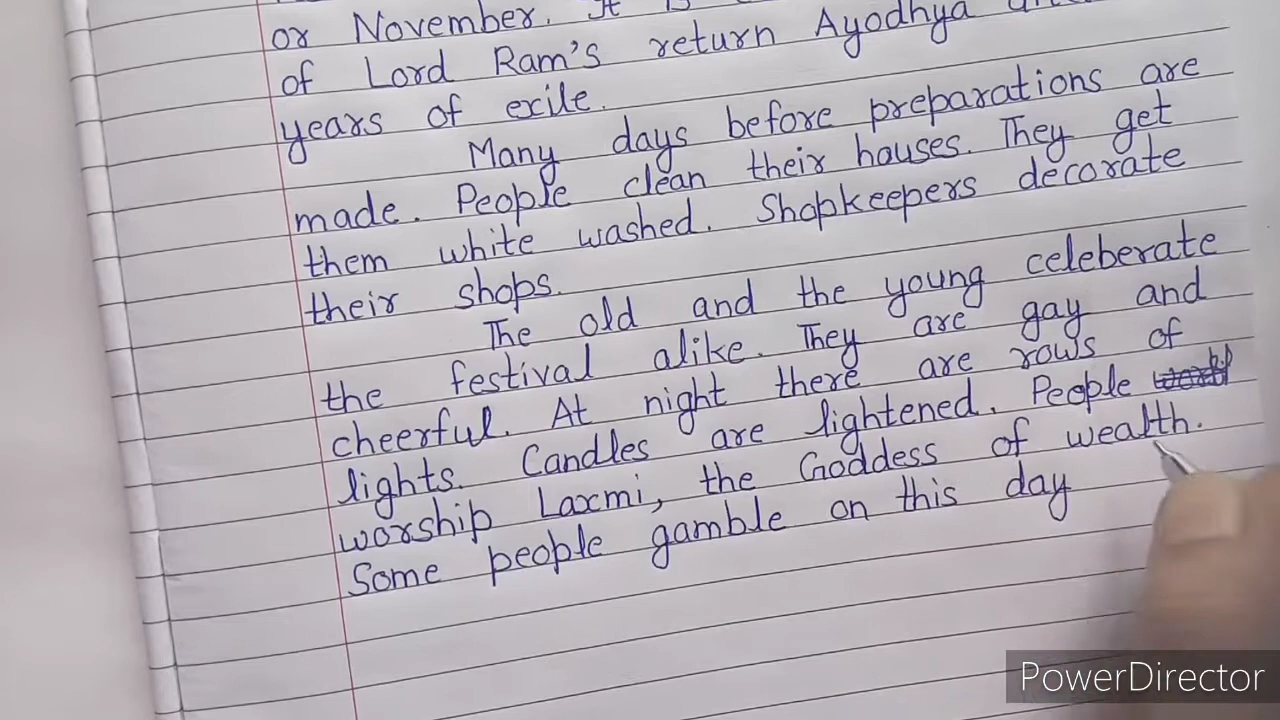 or November. It is
of Lord Ram's return Ayodhya
years of exile.
Many days before preparations are
made. People clean their houses. They get
them white washed. Shopkeepers decorate
their shops.
The old and the young celeberate
the festival alike. They are gay and
cheerful. At night there are rows of
lights. Candles are lightened. People
worship Laxmi, the Goddess of wealth.
Some people gamble on this day
PowerDirector